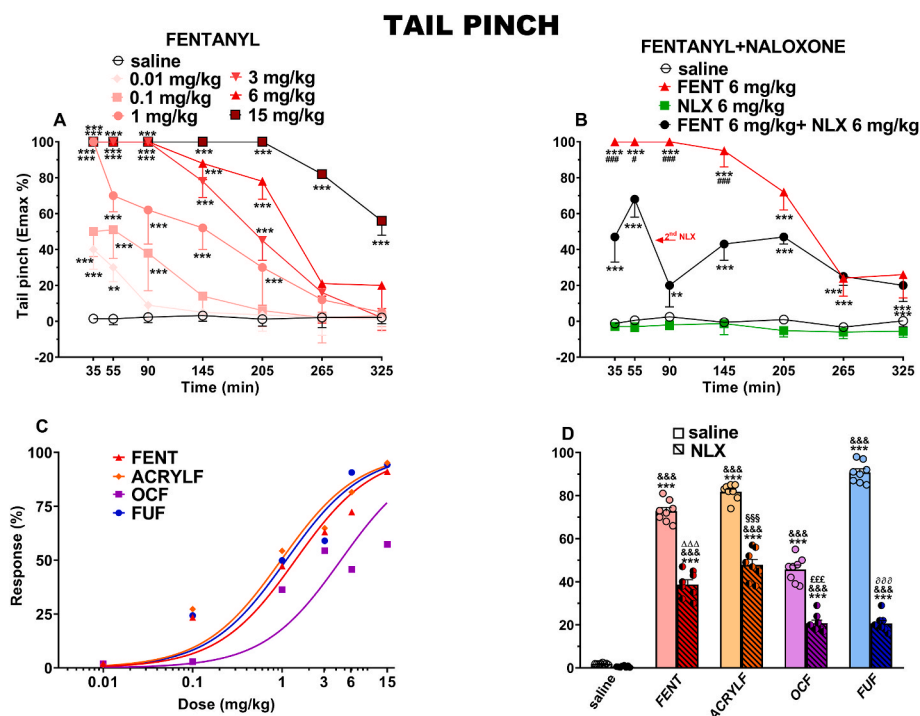 TAIL PINCH
FENTANYL
saline
0.01 mg/kg
0.1 mg/kg
1 mg/kg
3 mg/kg
6 mg/kg
15 mg/kg
A
Tail pinch (Emax %)
100
80
60
40
20
0
-20
*** *** *** *** ***
*** *** ***
*** *** ***
*** ***
***
***
***
*** *** *** ***
*** *** *** ***
*** **
35 55 90 145 205 265 325
Time (min)
FENTANYL+NALOXONE
saline
FENT 6 mg/kg
NLX 6 mg/kg
FENT 6 mg/kg+ NLX 6 mg/kg
B
100
80
60
40
20
0
-20
*** *** ***
### # ###
***
###
***
2nd NLX
*** *** *** ***
** *** ***
***
***
35 55 90 145 205 265 325
Time (min)
C
FENT
ACRYLF
OCF
FUF
Response (%)
100
75
50
25
0
0.01 0.1 1 3 6 15
Dose (mg/kg)
D
saline
NLX
100
80
60
40
20
0
&&&
***
ΔΔΔ
&&&
***
&&&
***
§§§
&&&
***
&&&
***
£££
&&&
***
&&&
***
∂∂∂
&&&
***
saline
FENT
ACRYLF
OCF
FUF